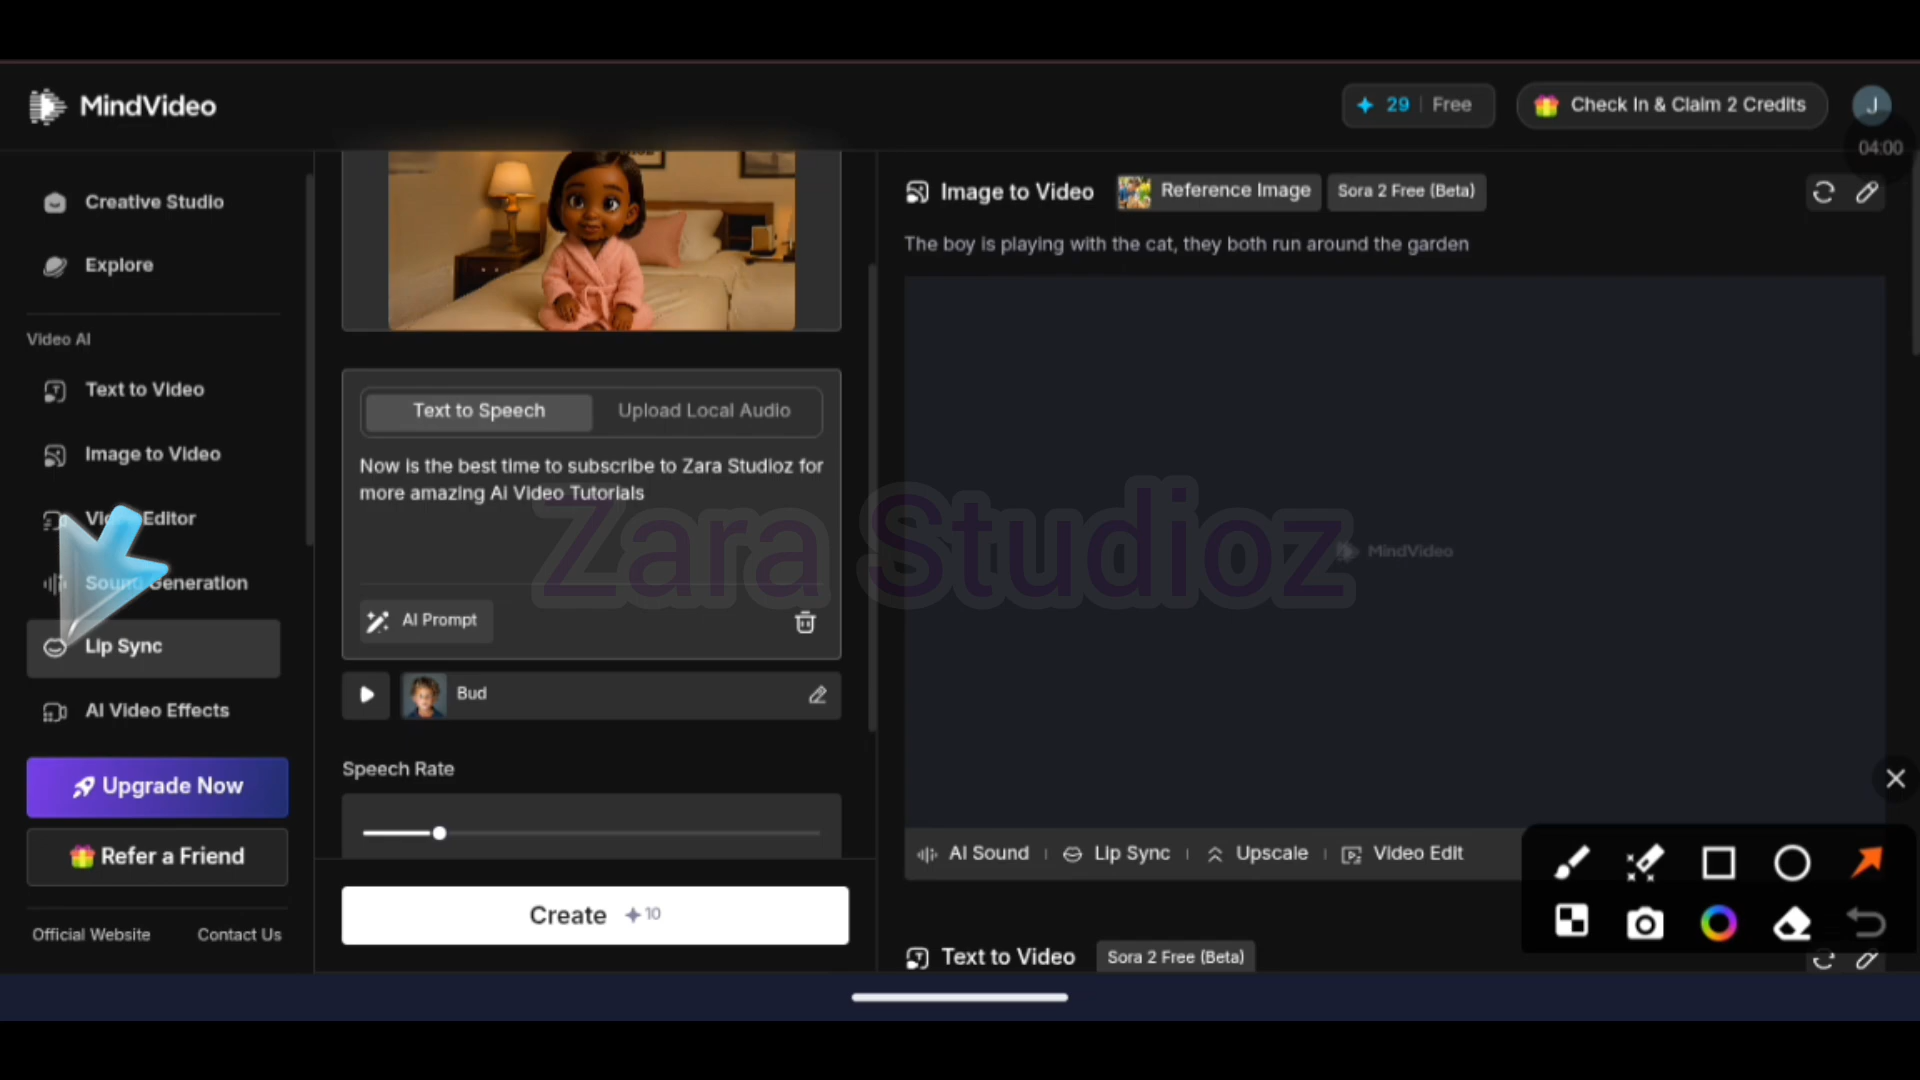 MindVideo
29 | Free
Check In & Claim 2 Credits
J
04:00
Creative Studio
Explore
Video AI
Text to Video
Image to Video
Video Editor
Sound Generation
Lip Sync
AI Video Effects
Upgrade Now
Refer a Friend
Official Website
Contact Us
Text to Speech
Upload Local Audio
Now is the best time to subscribe to Zara Studioz for
more amazing AI Video Tutorials
AI Prompt
Bud
Speech Rate
Create
10
Image to Video
Reference Image
Sora 2 Free (Beta)
The boy is playing with the cat, they both run around the garden
Zara Studioz
MindVideo
AI Sound
Lip Sync
Upscale
Video Edit
Text to Video
Sora 2 Free (Beta)